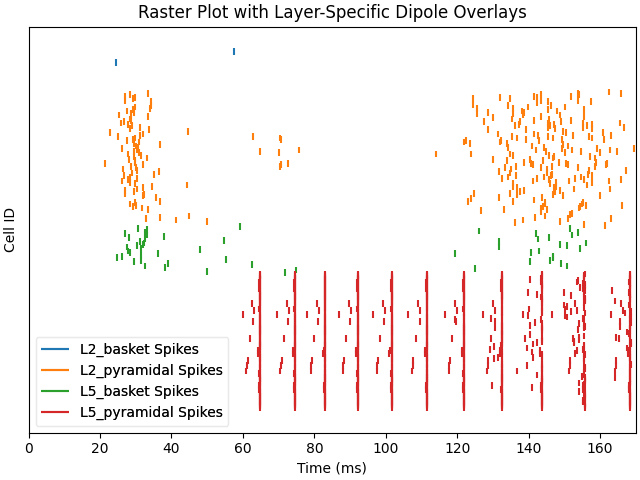 Raster Plot with Layer-Specific Dipole Overlays
Cell ID
L2_basket Spikes
L2_pyramidal Spikes
L5_basket Spikes
L5_pyramidal Spikes
0 20 40 60 80 100 120 140 160
Time (ms)